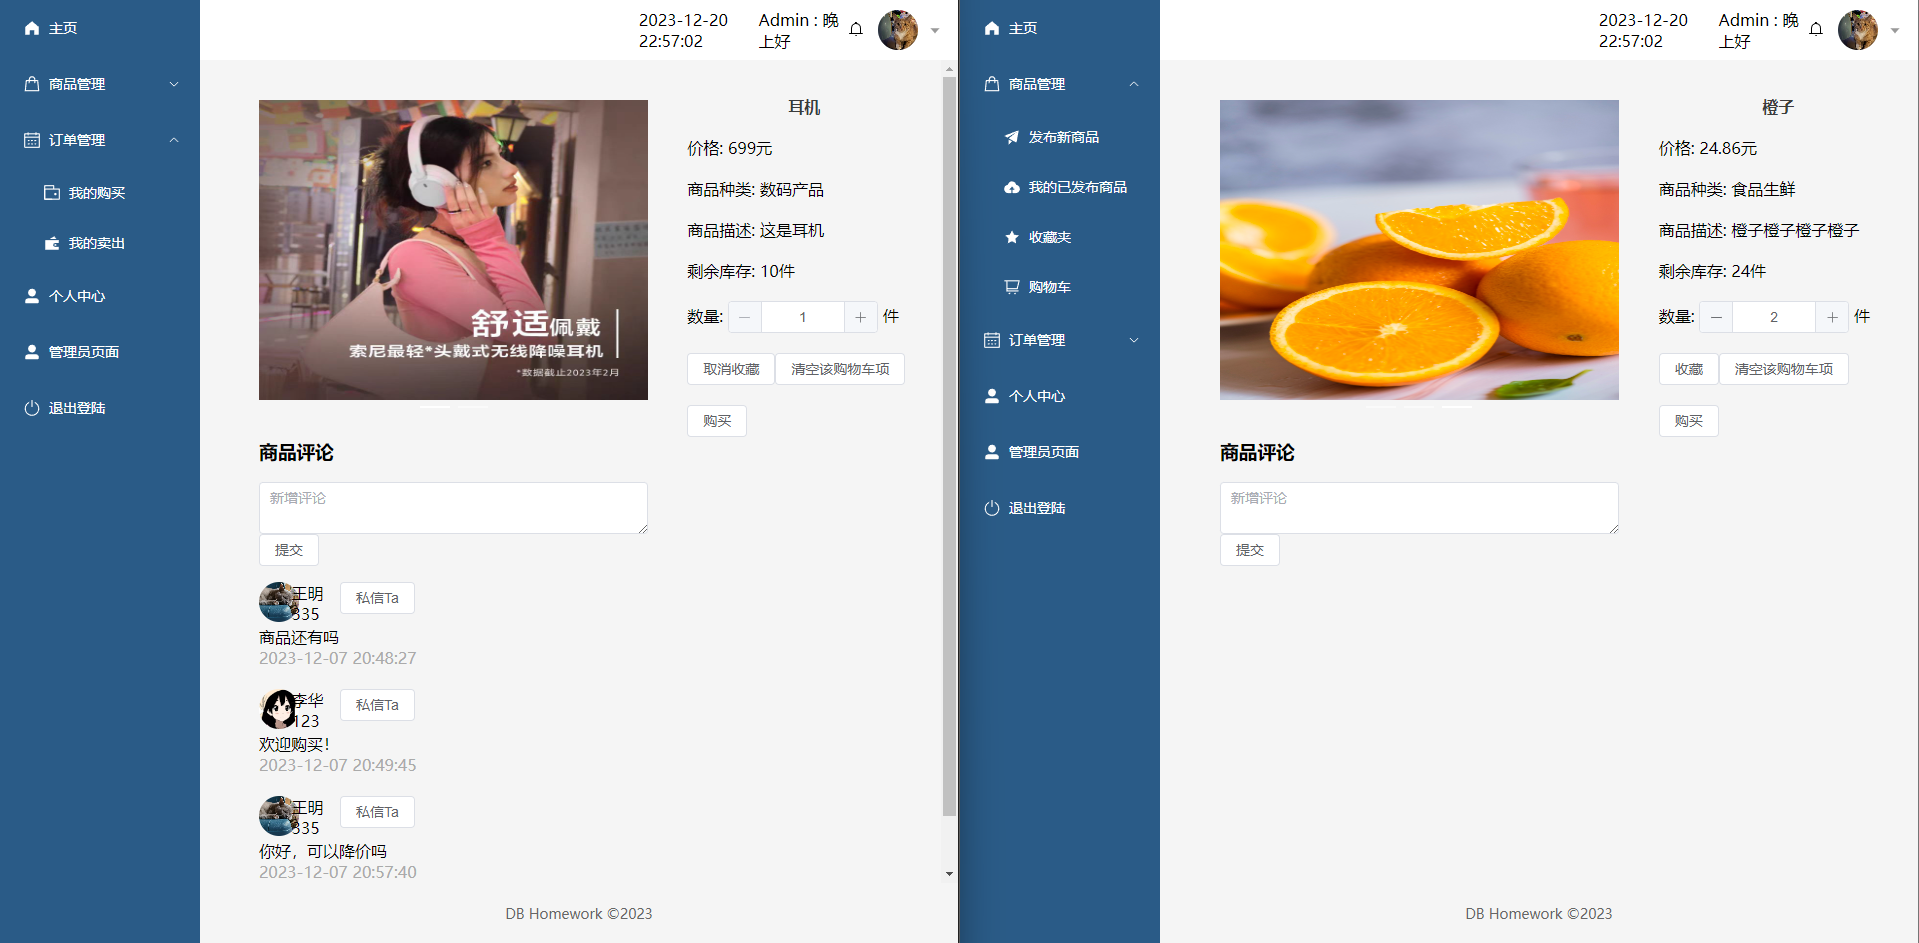 主页
商品管理
订单管理
我的购买
我的卖出
个人中心
管理员页面
退出登陆
2023-12-20
22:57:02
Admin : 晚
上好
舒适佩戴
索尼最轻*头戴式无线降噪耳机
*数据截止2023年2月
耳机
价格: 699元
商品种类: 数码产品
商品描述: 这是耳机
剩余库存: 10件
数量: 1 件
取消收藏 清空该购物车项
购买
商品评论
新增评论
提交
王明
335
私信Ta
商品还有吗
2023-12-07 20:48:27
李华
123
私信Ta
欢迎购买！
2023-12-07 20:49:45
王明
335
私信Ta
你好，可以降价吗
2023-12-07 20:57:40
DB Homework ©2023
主页
商品管理
发布新商品
我的已发布商品
收藏夹
购物车
订单管理
个人中心
管理员页面
退出登陆
2023-12-20
22:57:02
Admin : 晚
上好
橙子
价格: 24.86元
商品种类: 食品生鲜
商品描述: 橙子橙子橙子橙子
剩余库存: 24件
数量: 2 件
收藏 清空该购物车项
购买
商品评论
新增评论
提交
DB Homework ©2023